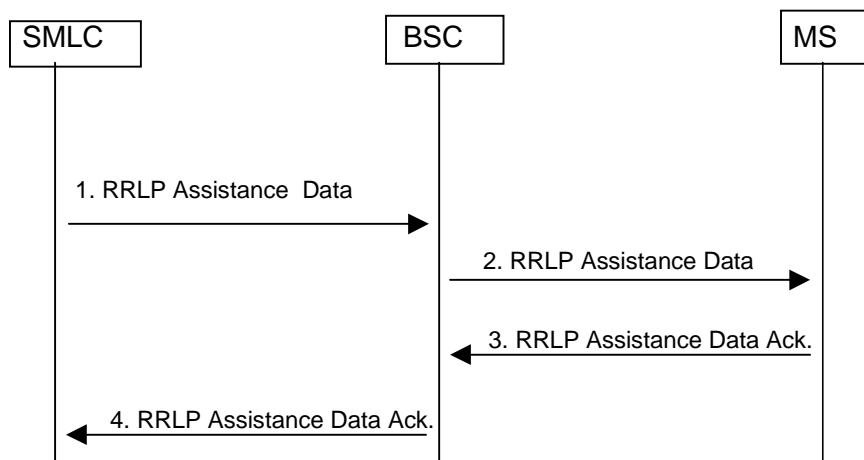 SMLC
BSC
MS
1. RRLP Assistance Data
2. RRLP Assistance Data
3. RRLP Assistance Data Ack.
4. RRLP Assistance Data Ack.